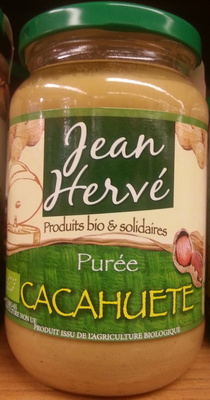 Jean
Hervé
Produits bio & solidaires
Purée
CACAHUETE
PRODUIT ISSU DE L'AGRICULTURE BIOLOGIQUE